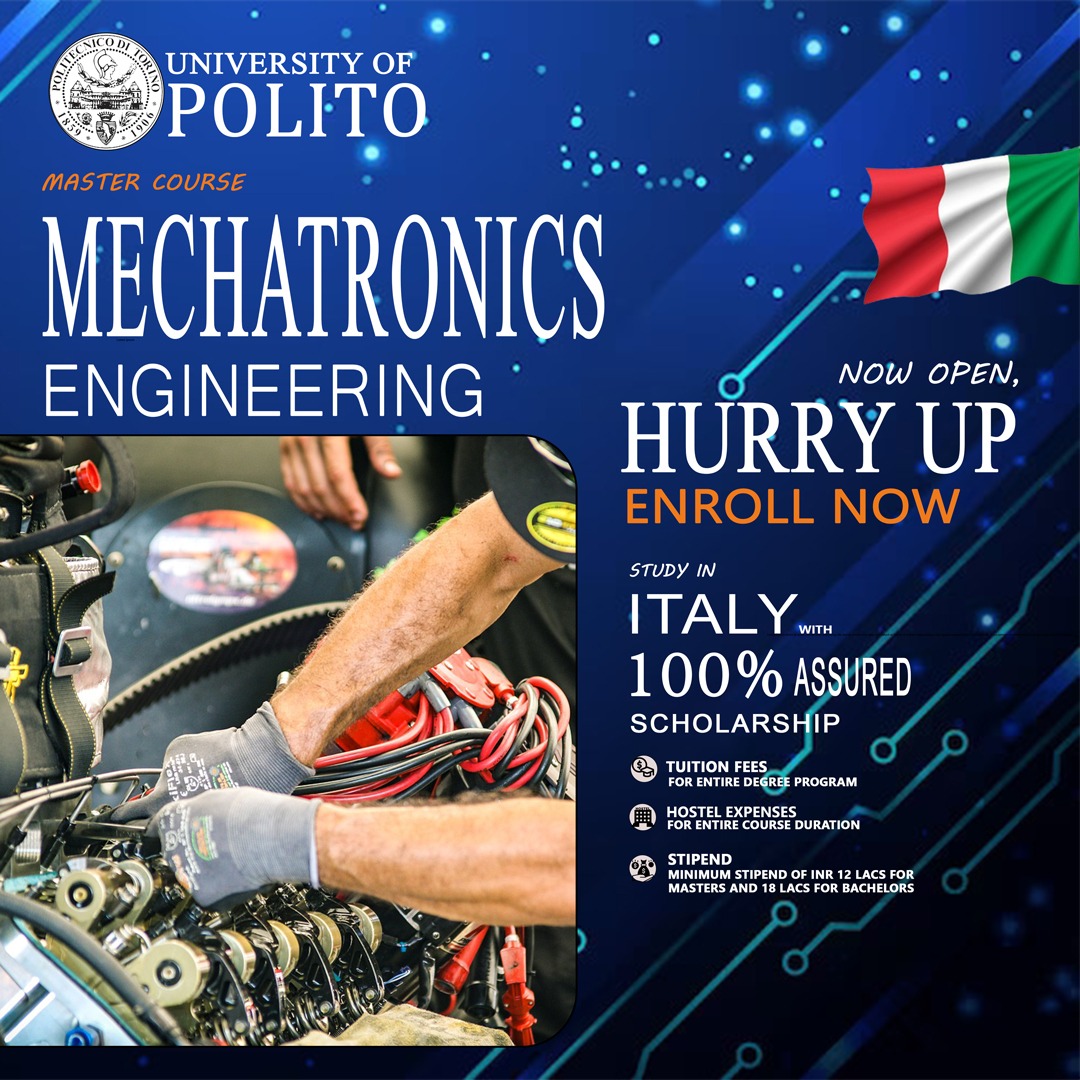 POLITECNICO DI TORINO
1859 1906
UNIVERSITY OF
POLITO
MASTER COURSE
MECHATRONICS
ENGINEERING
NOW OPEN,
HURRY UP
ENROLL NOW
STUDY IN
ITALY WITH
100% ASSURED
SCHOLARSHIP
TUITION FEES
FOR ENTIRE DEGREE PROGRAM
HOSTEL EXPENSES
FOR ENTIRE COURSE DURATION
STIPEND
MINIMUM STIPEND OF INR 12 LACS FOR
MASTERS AND 18 LACS FOR BACHELORS